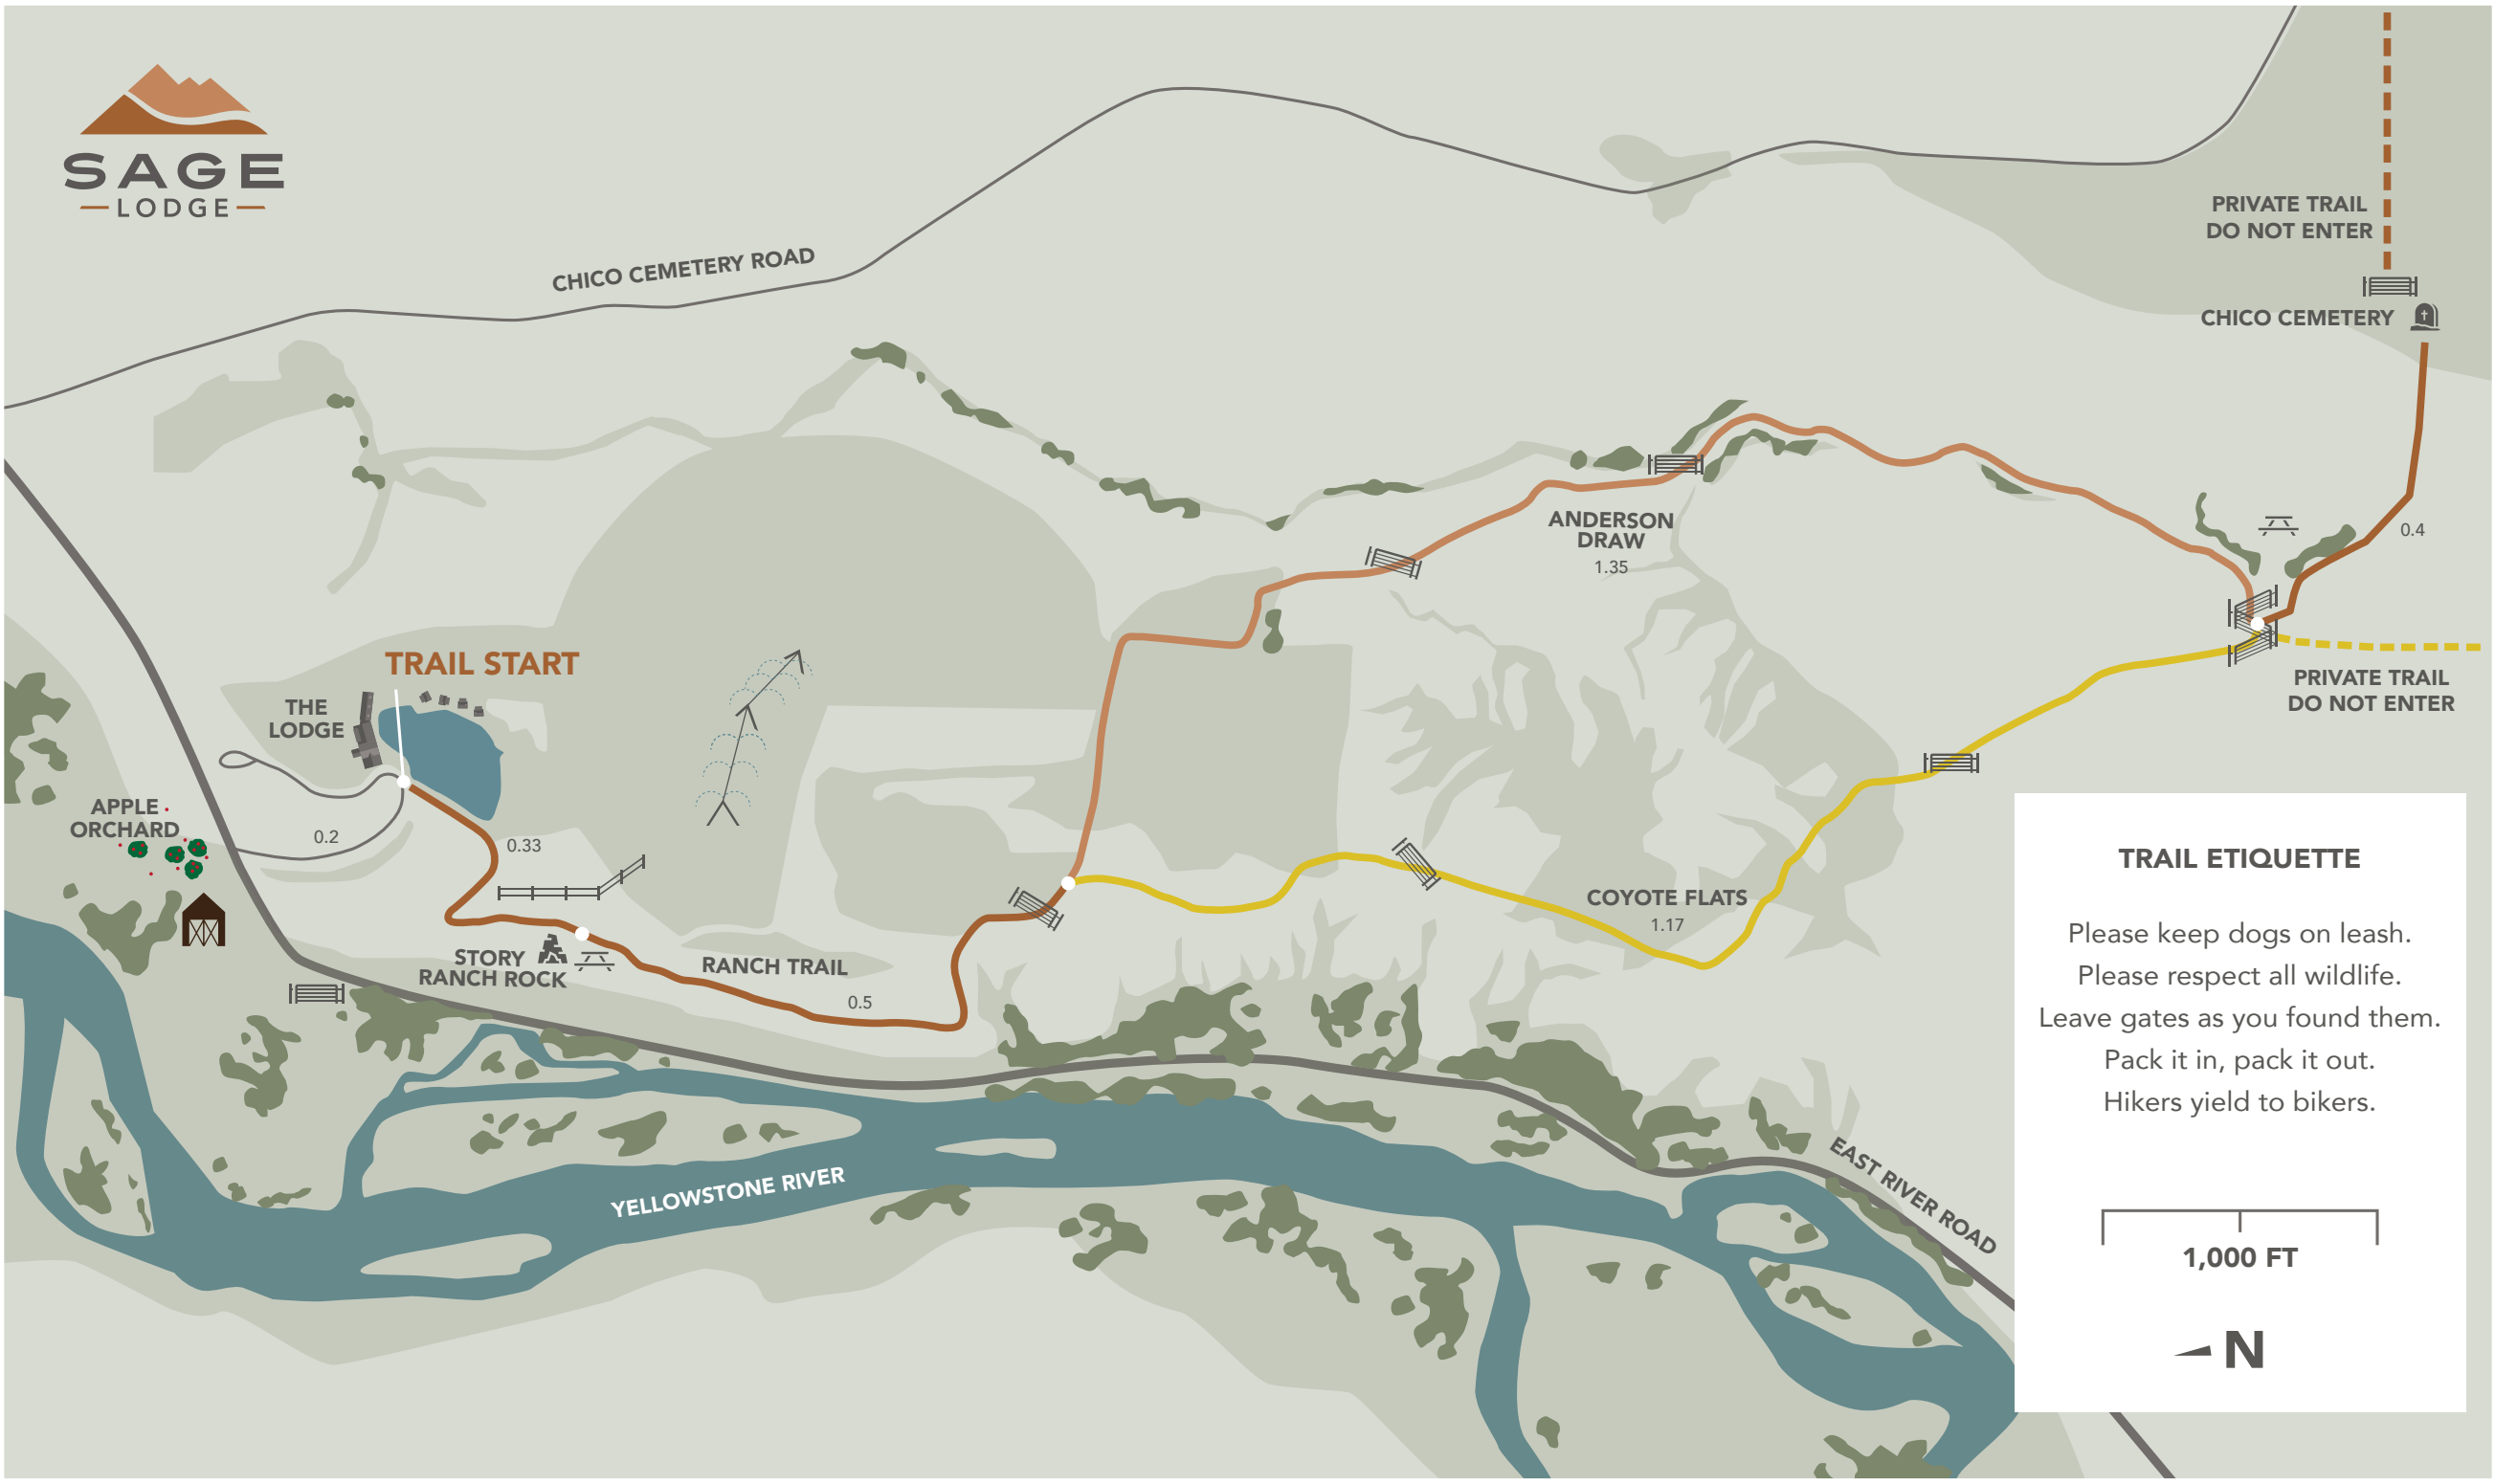 SAGE
LODGE
CHICO CEMETERY ROAD
PRIVATE TRAIL
DO NOT ENTER
CHICO CEMETERY
ANDERSON
DRAW
1.35
0.4
PRIVATE TRAIL
DO NOT ENTER
TRAIL START
THE
LODGE
APPLE
ORCHARD
0.2
0.33
STORY
RANCH ROCK
RANCH TRAIL
0.5
COYOTE FLATS
1.17
YELLOWSTONE RIVER
EAST RIVER ROAD
TRAIL ETIQUETTE
Please keep dogs on leash.
Please respect all wildlife.
Leave gates as you found them.
Pack it in, pack it out.
Hikers yield to bikers.
1,000 FT
N